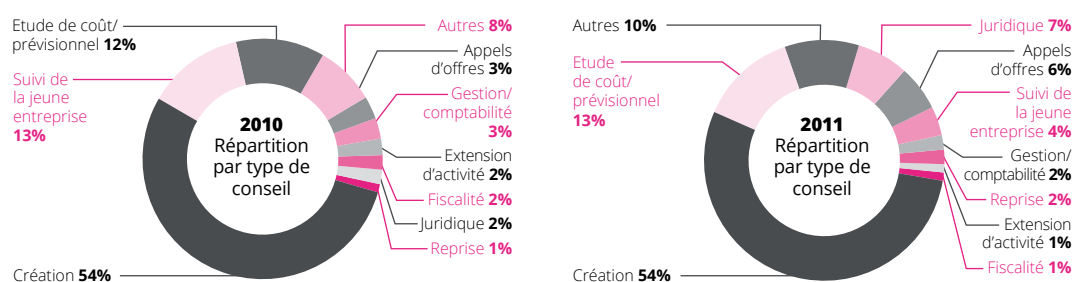 Etude de coût/
prévisionnel 12%
Suivi de
la jeune
entreprise
13%
Création 54%
2010
Répartition
par type de
conseil
Autres 8%
Appels
d'offres 3%
Gestion/
comptabilité
3%
Extension
d'activité 2%
Fiscalité 2%
Juridique 2%
Reprise 1%
Autres 10%
Etude
de coût/
prévisionnel
13%
Création 54%
2011
Répartition
par type de
conseil
Juridique 7%
Appels
d'offres 6%
Suivi de
la jeune
entreprise 4%
Gestion/
comptabilité 2%
Reprise 2%
Extension
d'activité 1%
Fiscalité 1%